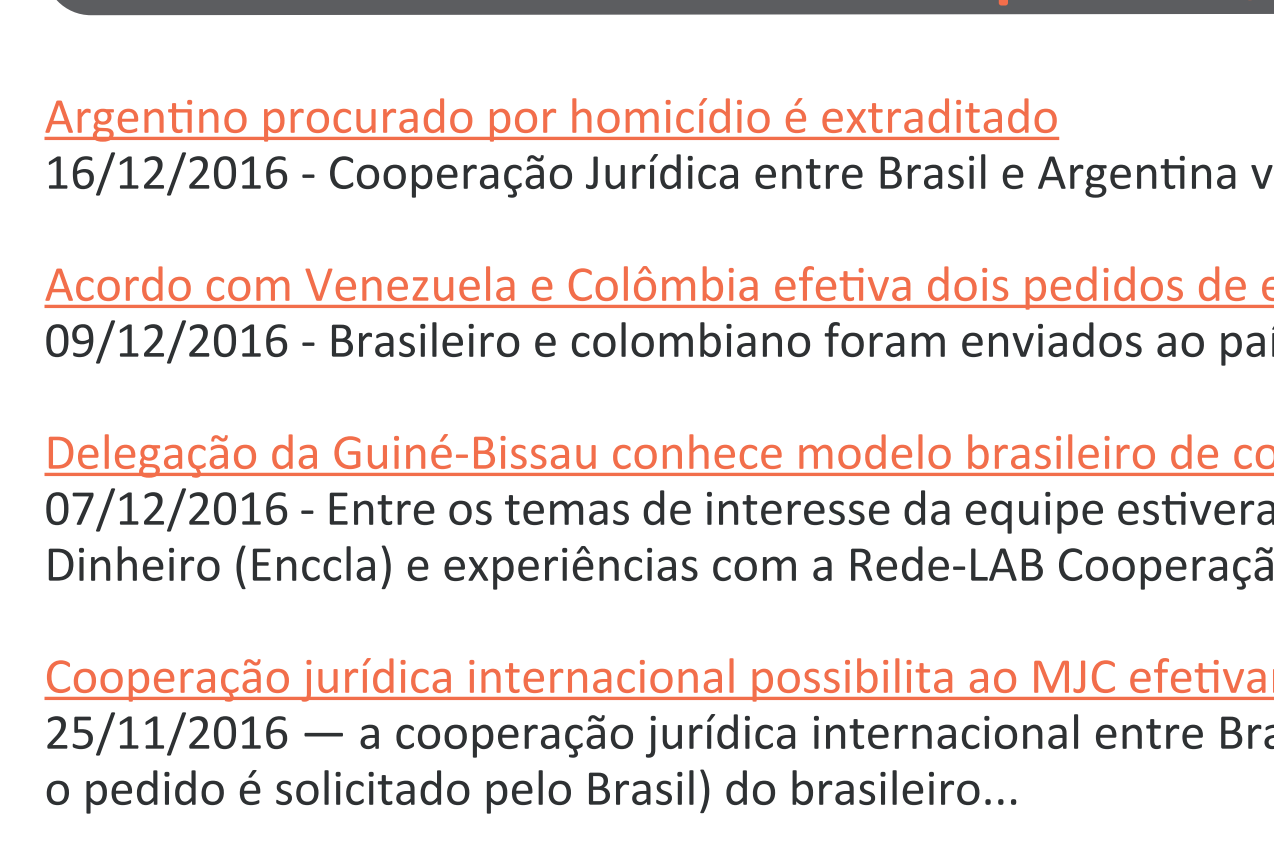 Argentino procurado por homicídio é extraditado
16/12/2016 - Cooperação Jurídica entre Brasil e Argentina
Acordo com Venezuela e Colômbia efetiva dois pedidos de
09/12/2016 - Brasileiro e colombiano foram enviados ao
Delegação da Guiné-Bissau conhece modelo brasileiro de
07/12/2016 - Entre os temas de interesse da equipe
Dinheiro (Enccla) e experiências com a Rede-LAB
Cooperação jurídica internacional possibilita ao MJC
25/11/2016 — a cooperação jurídica internacional entre
o pedido é solicitado pelo Brasil) do brasileiro...